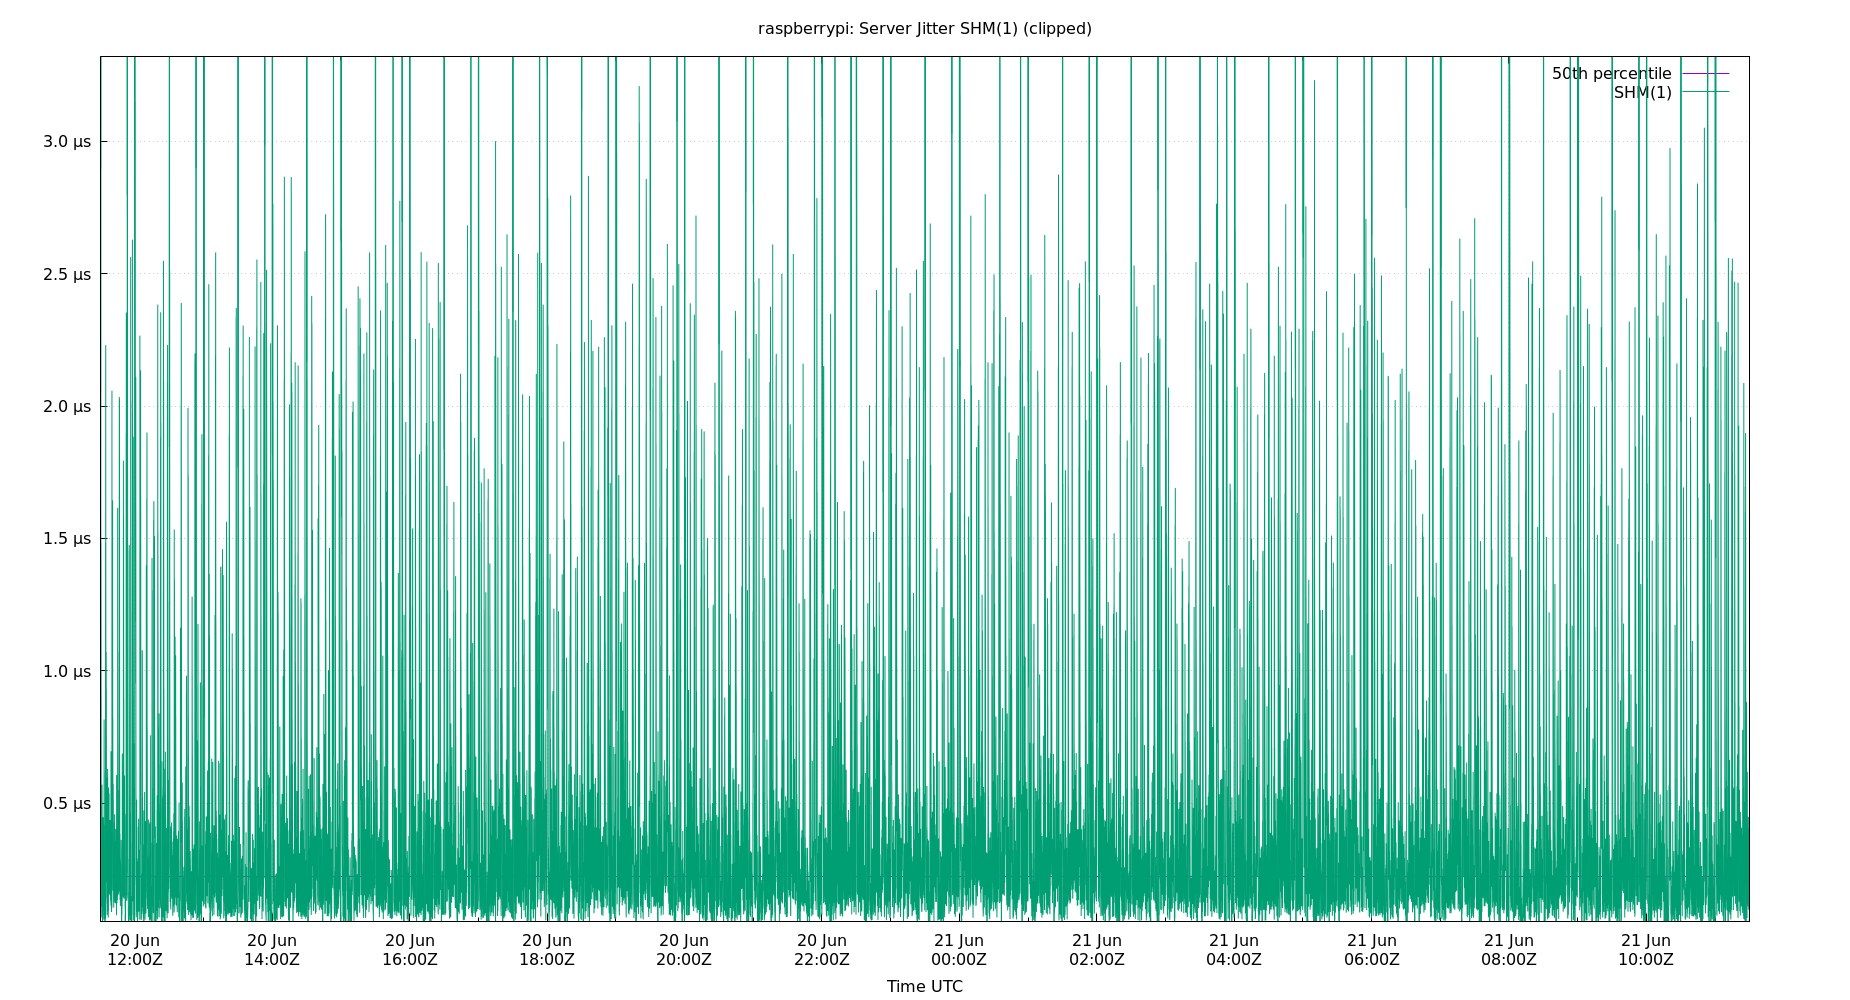 raspberrypi: Server Jitter SHM(1) (clipped)
50th percentile
SHM(1)
3.0 µs
2.5 µs
2.0 µs
1.5 µs
1.0 µs
0.5 µs
20 Jun 20 Jun 20 Jun 20 Jun 20 Jun 20 Jun 21 Jun 21 Jun 21 Jun 21 Jun 21 Jun 21 Jun
12:00Z 14:00Z 16:00Z 18:00Z 20:00Z 22:00Z 00:00Z 02:00Z 04:00Z 06:00Z 08:00Z 10:00Z
Time UTC